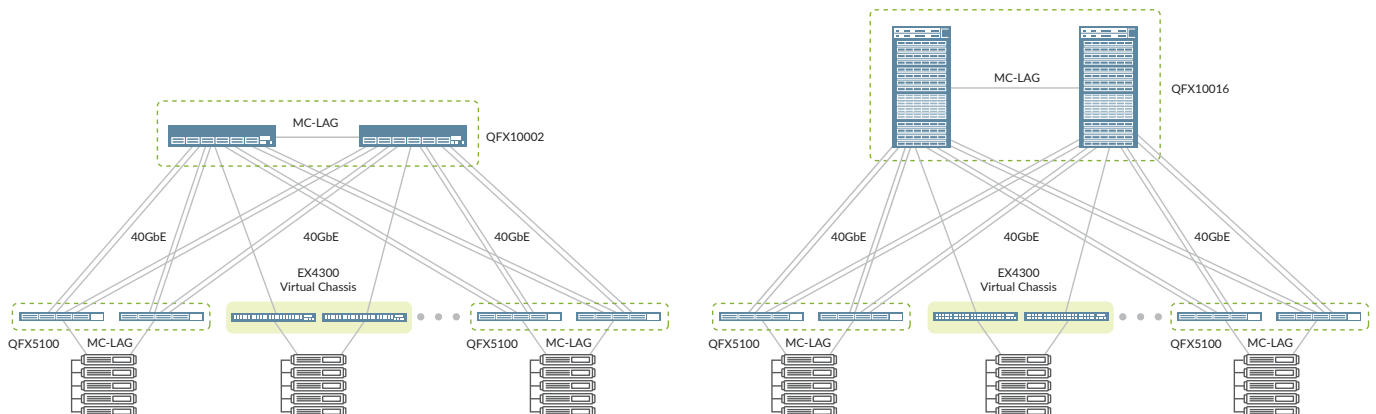 MC-LAG
QFX10002
40GbE
40GbE
40GbE
EX4300
Virtual Chassis
QFX5100
MC-LAG
QFX5100
MC-LAG
MC-LAG
QFX10016
40GbE
40GbE
40GbE
EX4300
Virtual Chassis
QFX5100
MC-LAG
QFX5100
MC-LAG